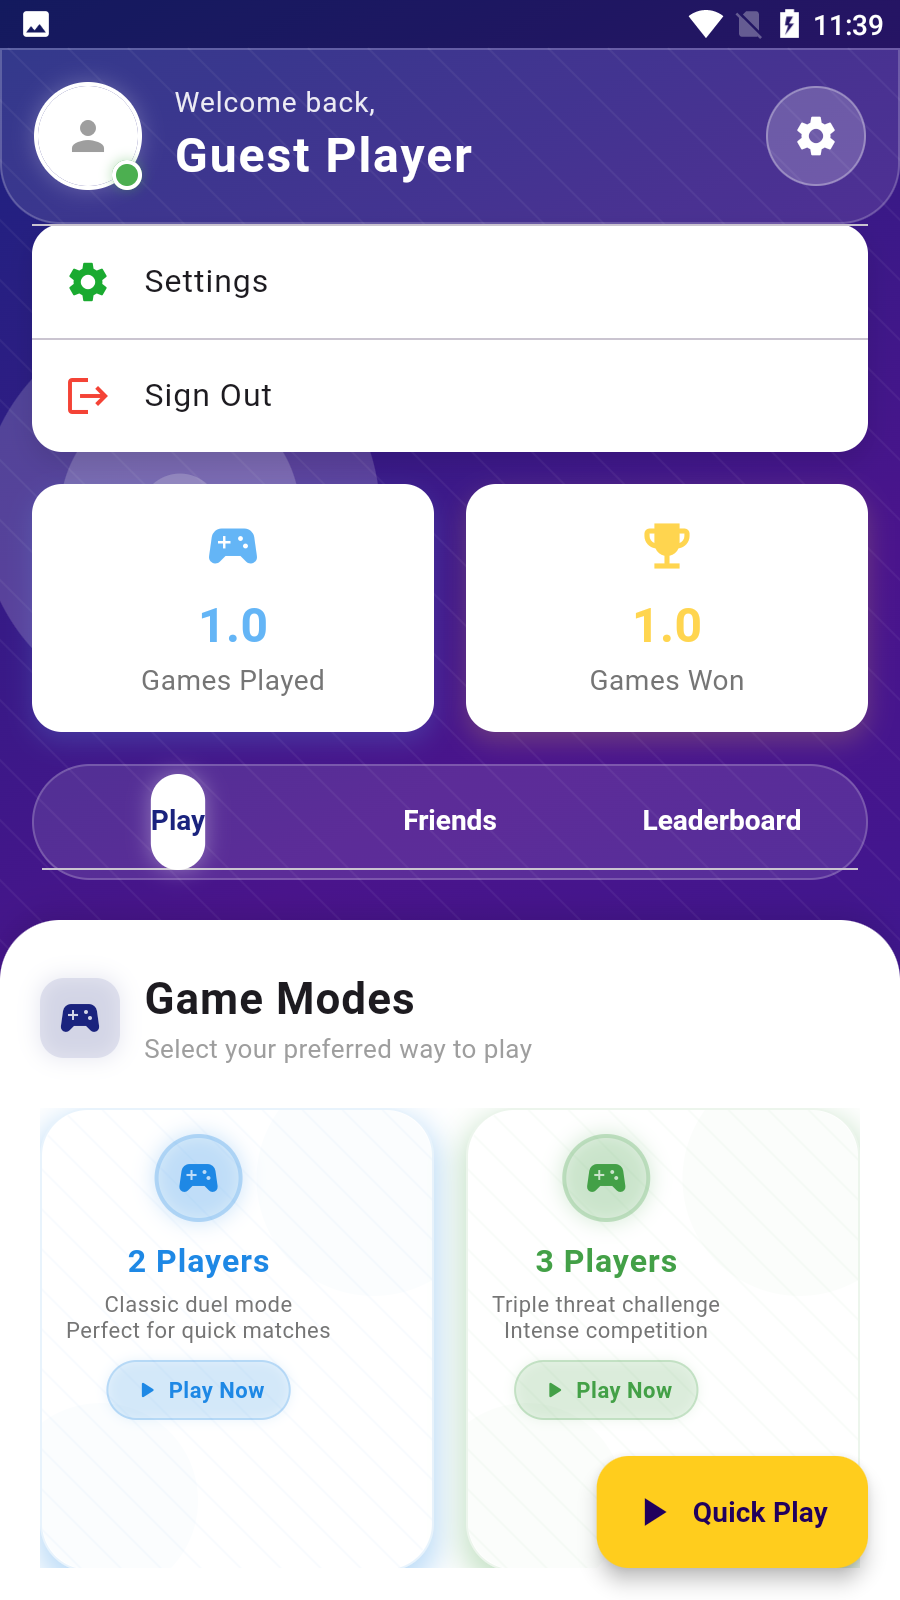 11:39
Welcome back,
Guest Player
Settings
Sign Out
1.0
Games Played
1.0
Games Won
Play
Friends
Leaderboard
Game Modes
Select your preferred way to play
2 Players
Classic duel mode
Perfect for quick matches
Play Now
3 Players
Triple threat challenge
Intense competition
Play Now
Quick Play